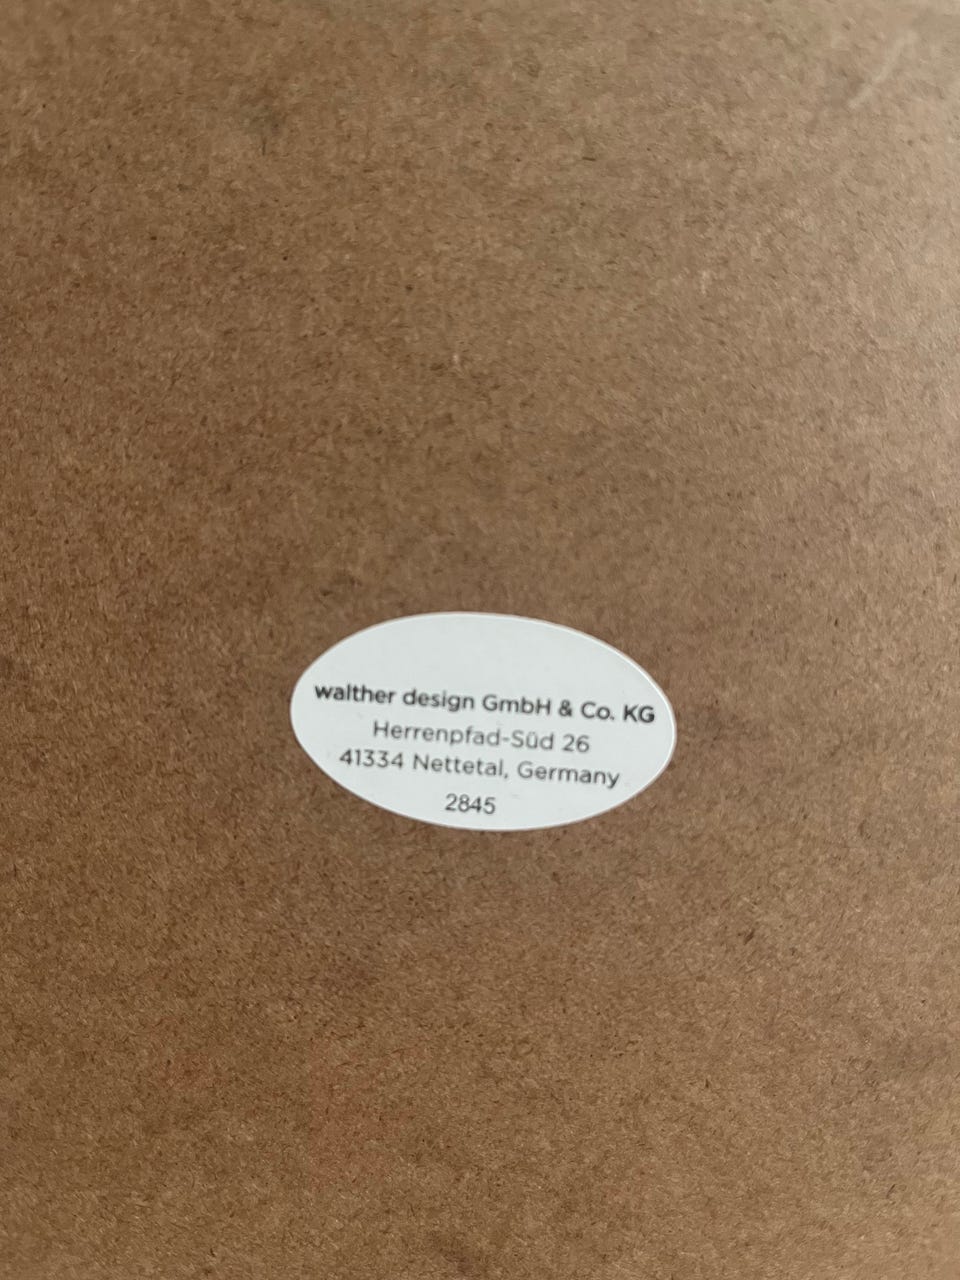 walther design GmbH & Co. KG
Herrenpfad-Süd 26
41334 Nettetal, Germany
2845